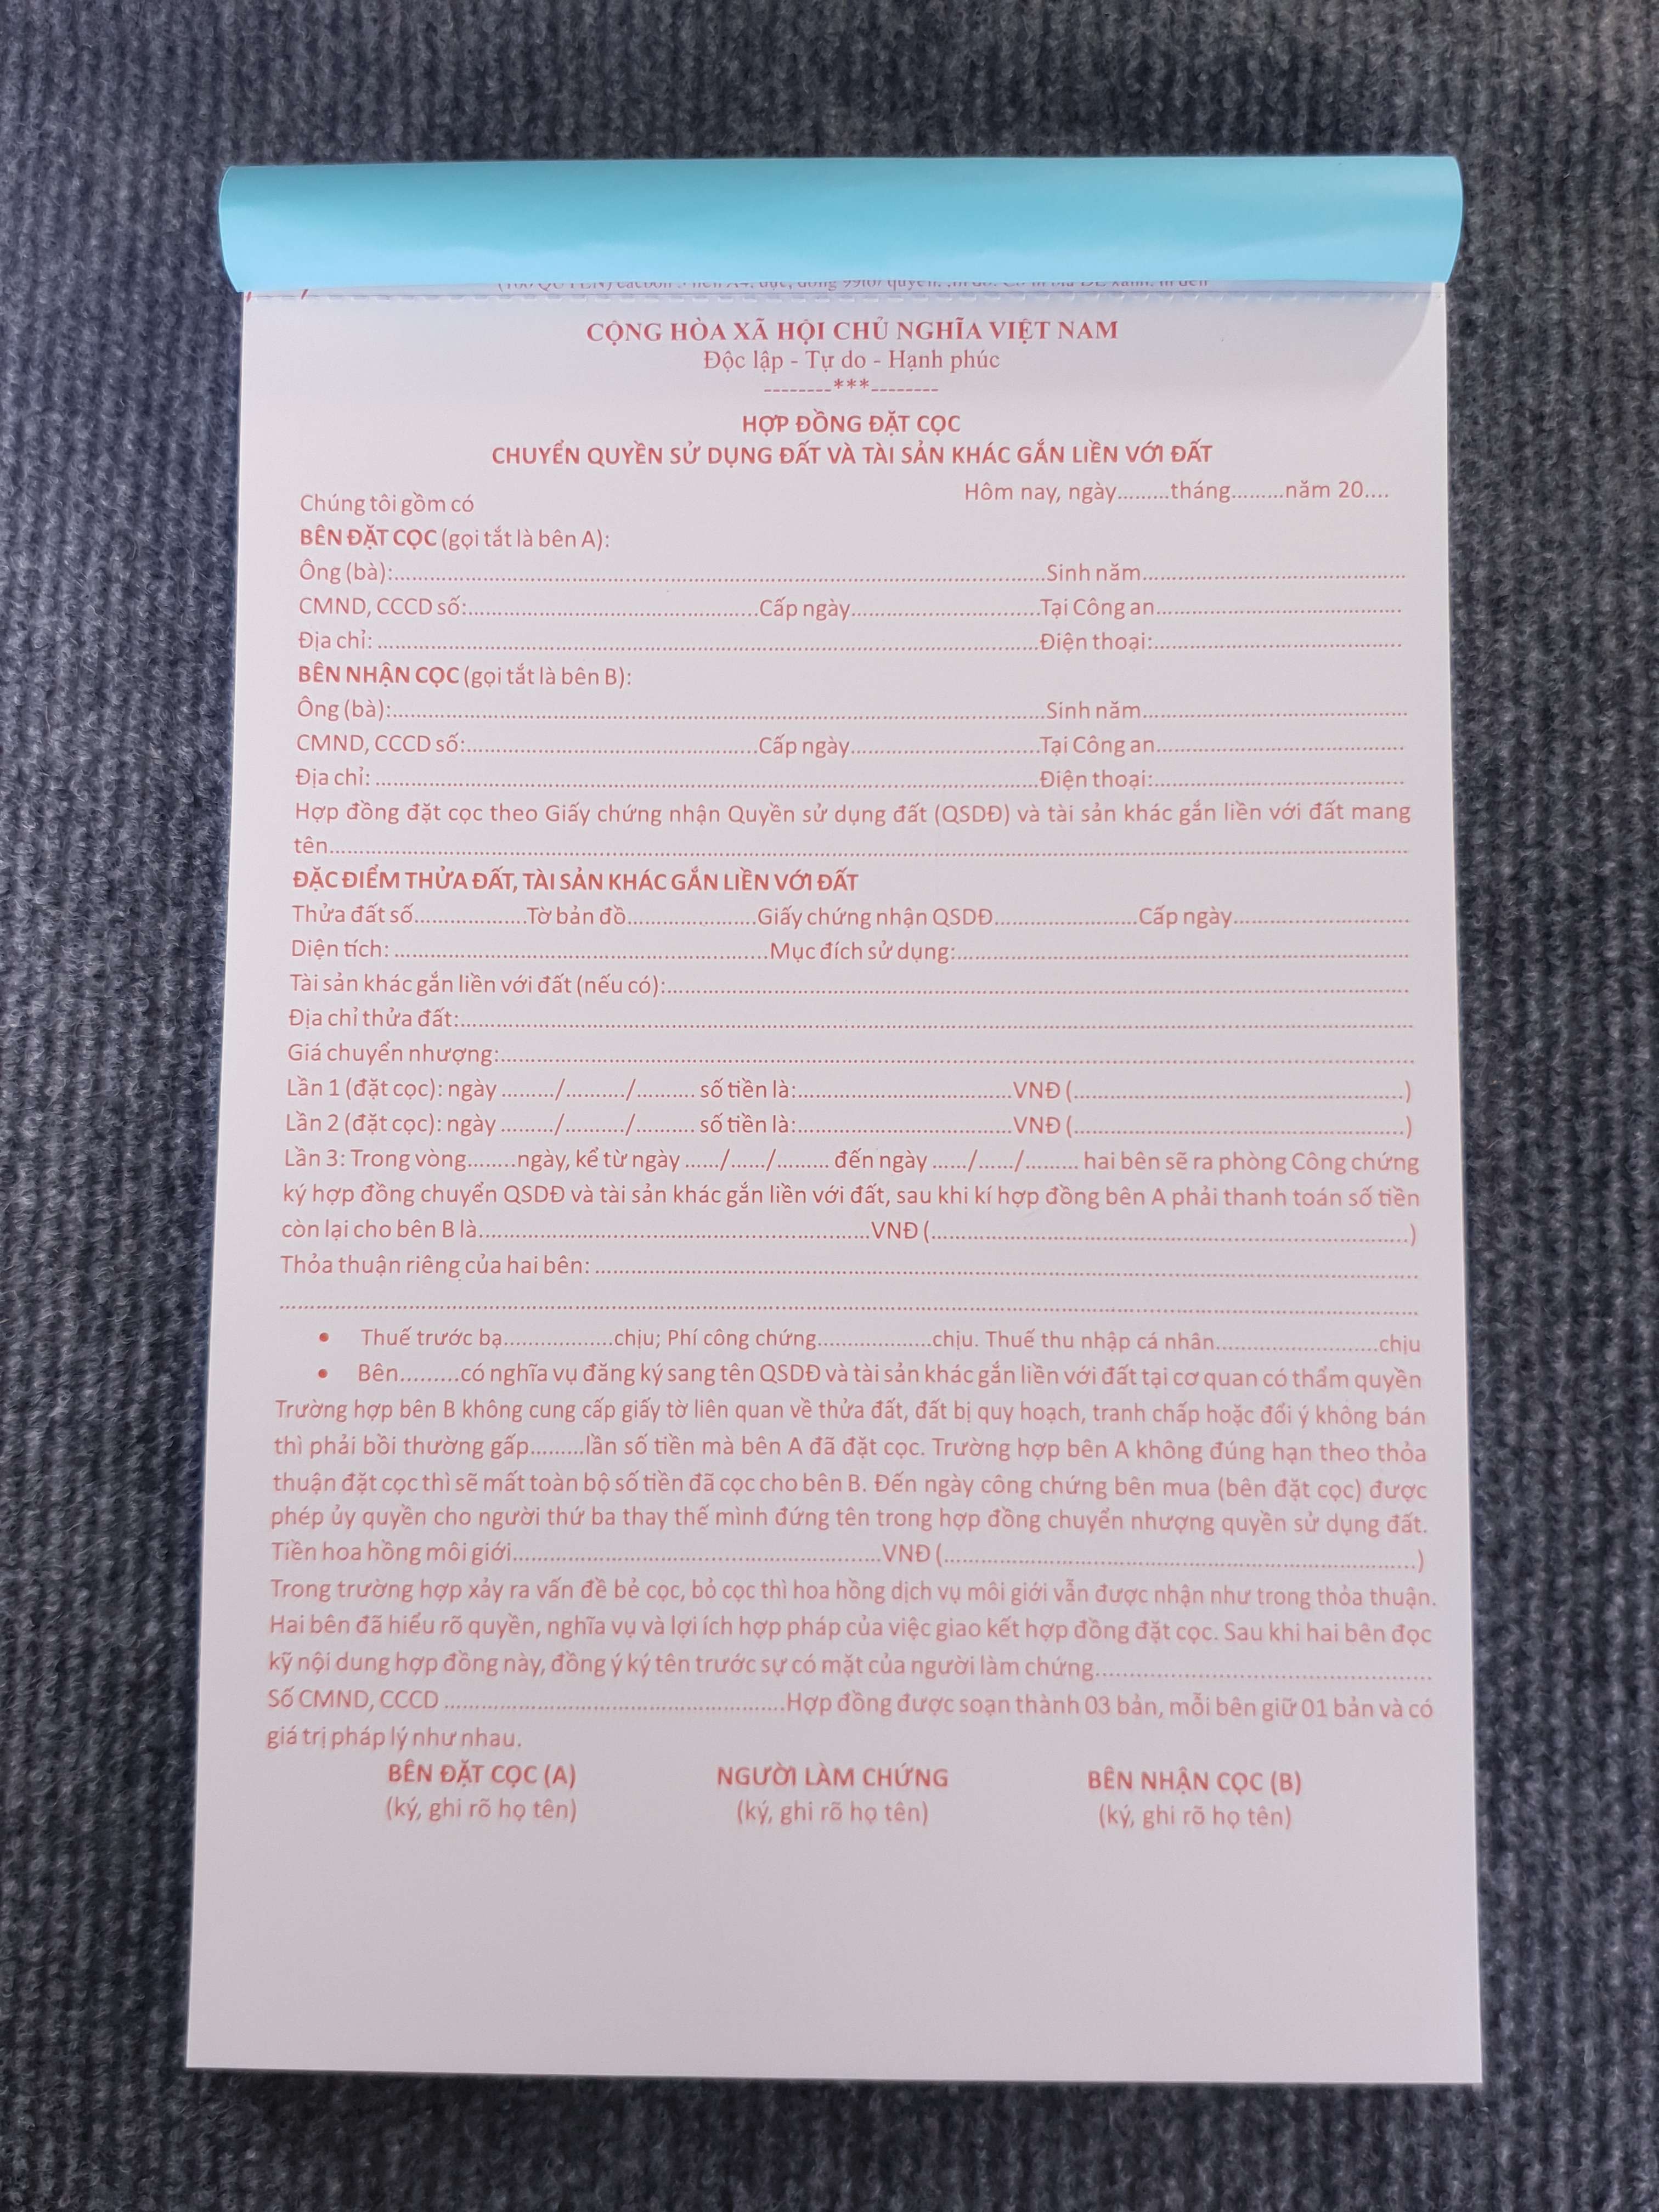 CỘNG HÒA XÃ HỘI CHỦ NGHĨA VIỆT NAM
Độc lập - Tự do - Hạnh phúc
--------***--------
HỢP ĐỒNG ĐẶT CỌC
CHUYỂN QUYỀN SỬ DỤNG ĐẤT VÀ TÀI SẢN KHÁC GẮN LIỀN VỚI ĐẤT
Hôm nay, ngày.........tháng.........năm 20....
Chúng tôi gồm có
BÊN ĐẶT CỌC (gọi tắt là bên A):
Ông (bà):..........Sinh năm..........
CMND, CCCD số:..........Cấp ngày..........Tại Công an..........
Địa chỉ: ..........Điện thoại:..........
BÊN NHẬN CỌC (gọi tắt là bên B):
Ông (bà):..........Sinh năm..........
CMND, CCCD số:..........Cấp ngày..........Tại Công an..........
Địa chỉ: ..........Điện thoại:..........
Hợp đồng đặt cọc theo Giấy chứng nhận Quyền sử dụng đất (QSDĐ) và tài sản khác gắn liền với đất mang
tên..........
ĐẶC ĐIỂM THỬA ĐẤT, TÀI SẢN KHÁC GẮN LIỀN VỚI ĐẤT
Thửa đất số..........Tờ bản đồ..........Giấy chứng nhận QSDĐ..........Cấp ngày..........
Diện tích: ..........Mục đích sử dụng:..........
Tài sản khác gắn liền với đất (nếu có):..........
Địa chỉ thửa đất:..........
Giá chuyển nhượng:..........
Lần 1 (đặt cọc): ngày ........./........../.......... số tiền là:..........VNĐ (..........)
Lần 2 (đặt cọc): ngày ........./........../.......... số tiền là:..........VNĐ (..........)
Lần 3: Trong vòng........ngày, kể từ ngày ....../....../......... đến ngày ....../....../......... hai bên sẽ ra phòng Công chứng
ký hợp đồng chuyển QSDĐ và tài sản khác gắn liền với đất, sau khi kí hợp đồng bên A phải thanh toán số tiền
còn lại cho bên B là..........VNĐ (..........)
Thỏa thuận riêng của hai bên: ..........
..........
• Thuế trước bạ..........chịu; Phí công chứng..........chịu. Thuế thu nhập cá nhân..........chịu
• Bên.........có nghĩa vụ đăng ký sang tên QSDĐ và tài sản khác gắn liền với đất tại cơ quan có thẩm quyền
Trường hợp bên B không cung cấp giấy tờ liên quan về thửa đất, đất bị quy hoạch, tranh chấp hoặc đổi ý không bán
thì phải bồi thường gấp.........lần số tiền mà bên A đã đặt cọc. Trường hợp bên A không đúng hạn theo thỏa
thuận đặt cọc thì sẽ mất toàn bộ số tiền đã cọc cho bên B. Đến ngày công chứng bên mua (bên đặt cọc) được
phép ủy quyền cho người thứ ba thay thế mình đứng tên trong hợp đồng chuyển nhượng quyền sử dụng đất.
Tiền hoa hồng môi giới..........VNĐ (..........)
Trong trường hợp xảy ra vấn đề bẻ cọc, bỏ cọc thì hoa hồng dịch vụ môi giới vẫn được nhận như trong thỏa thuận.
Hai bên đã hiểu rõ quyền, nghĩa vụ và lợi ích hợp pháp của việc giao kết hợp đồng đặt cọc. Sau khi hai bên đọc
kỹ nội dung hợp đồng này, đồng ý ký tên trước sự có mặt của người làm chứng..........
Số CMND, CCCD ..........Hợp đồng được soạn thành 03 bản, mỗi bên giữ 01 bản và có
giá trị pháp lý như nhau.
BÊN ĐẶT CỌC (A) NGƯỜI LÀM CHỨNG BÊN NHẬN CỌC (B)
(ký, ghi rõ họ tên) (ký, ghi rõ họ tên) (ký, ghi rõ họ tên)